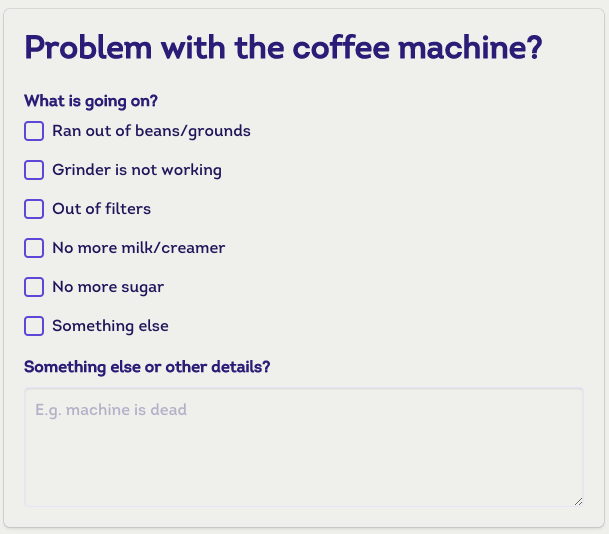 Problem with the coffee machine?
What is going on?
Ran out of beans/grounds
Grinder is not working
Out of filters
No more milk/creamer
No more sugar
Something else
Something else or other details?
E.g. machine is dead